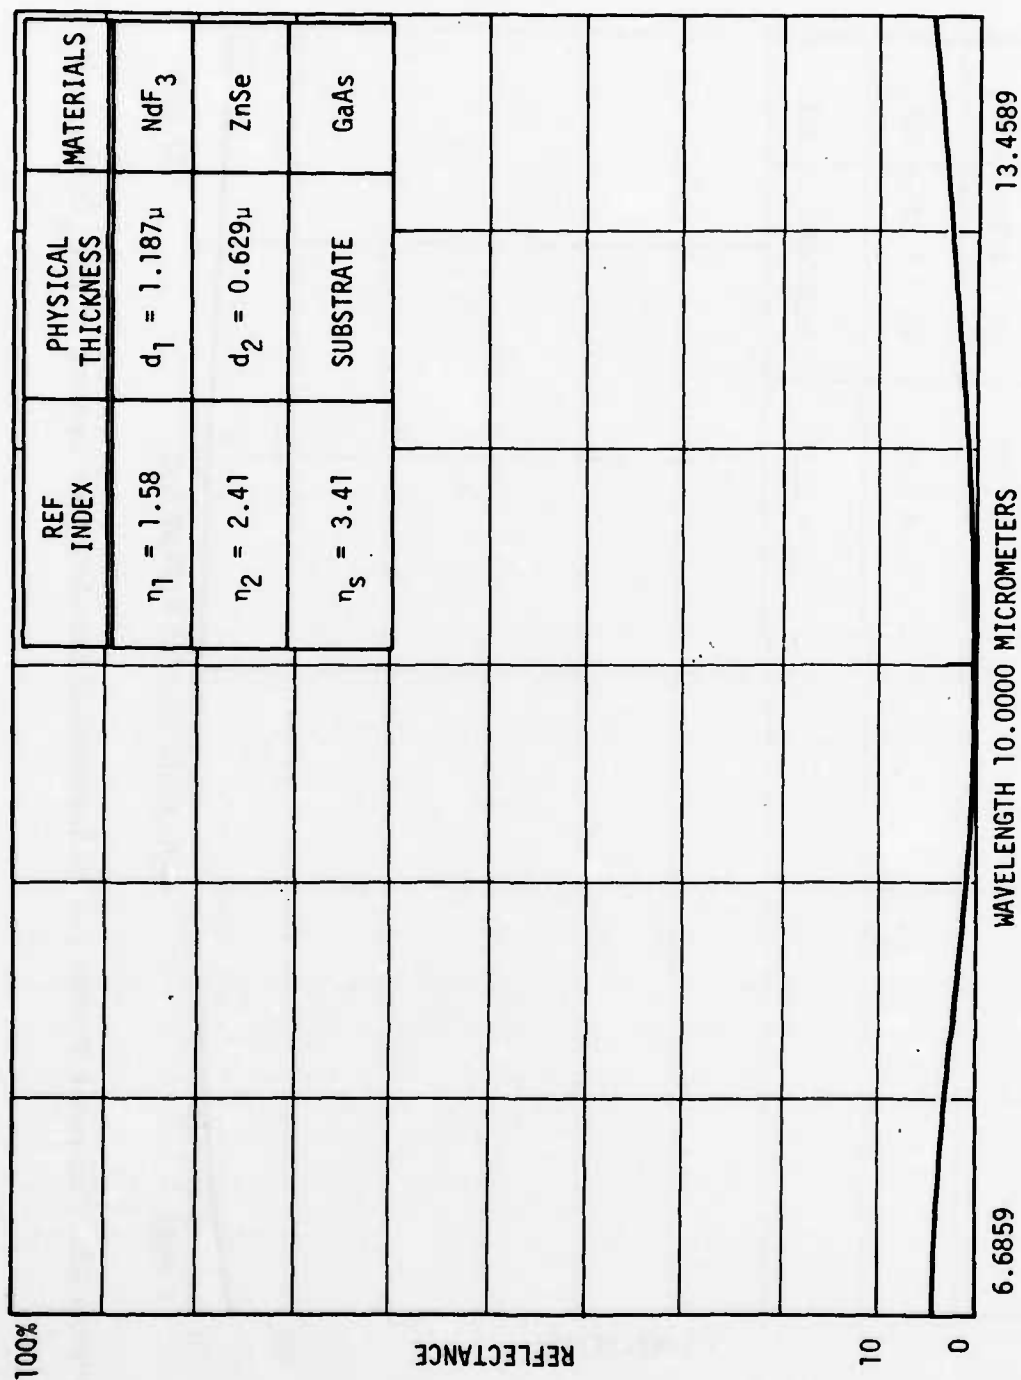 100%
REFLECTANCE
10
0
REF INDEX	PHYSICAL THICKNESS	MATERIALS
η1 = 1.58	d1 = 1.187μ	NdF3
η2 = 2.41	d2 = 0.629μ	ZnSe
ηs = 3.41	SUBSTRATE	GaAs
6.6859
WAVELENGTH 10.0000 MICROMETERS
13.4589